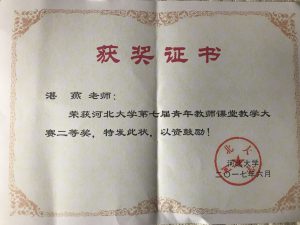 获奖证书
湛 燕 老师:
荣获河北大学第七届青年教师课堂教学大
赛二等奖,特发此状,以资鼓励!
河北大学
二〇一七年六月